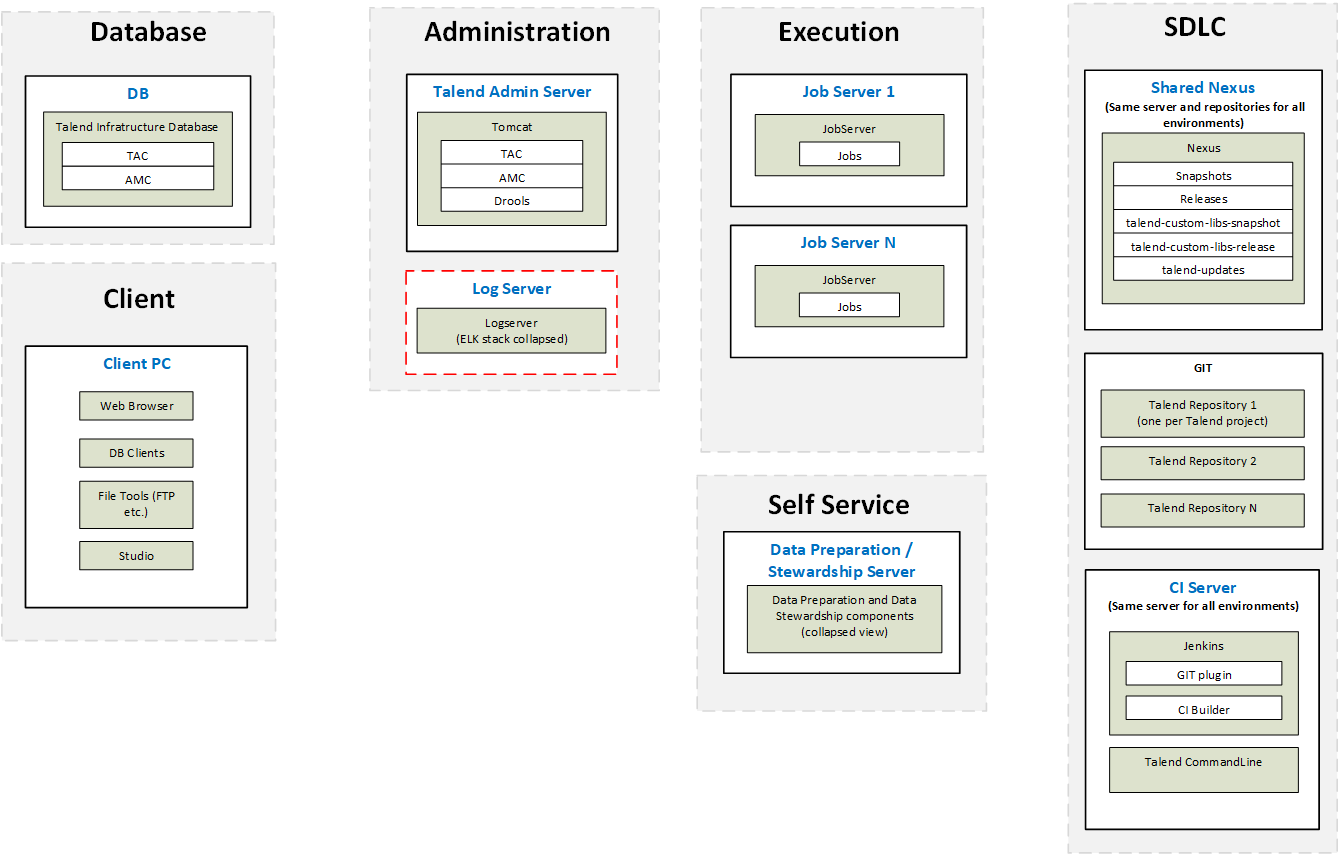 Database
DB
Talend Infratructure Database
TAC
AMC
Client
Client PC
Web Browser
DB Clients
File Tools (FTP
etc.)
Studio
Administration
Talend Admin Server
Tomcat
TAC
AMC
Drools
Log Server
Logserver
(ELK stack collapsed)
Execution
Job Server 1
JobServer
Jobs
Job Server N
JobServer
Jobs
Self Service
Data Preparation /
Stewardship Server
Data Preparation and Data
Stewardship components
(collapsed view)
SDLC
Shared Nexus
(Same server and repositories for all
environments)
Nexus
Snapshots
Releases
talend-custom-libs-snapshot
talend-custom-libs-release
talend-updates
GIT
Talend Repository 1
(one per Talend project)
Talend Repository 2
Talend Repository N
CI Server
(Same server for all environments)
Jenkins
GIT plugin
CI Builder
Talend CommandLine